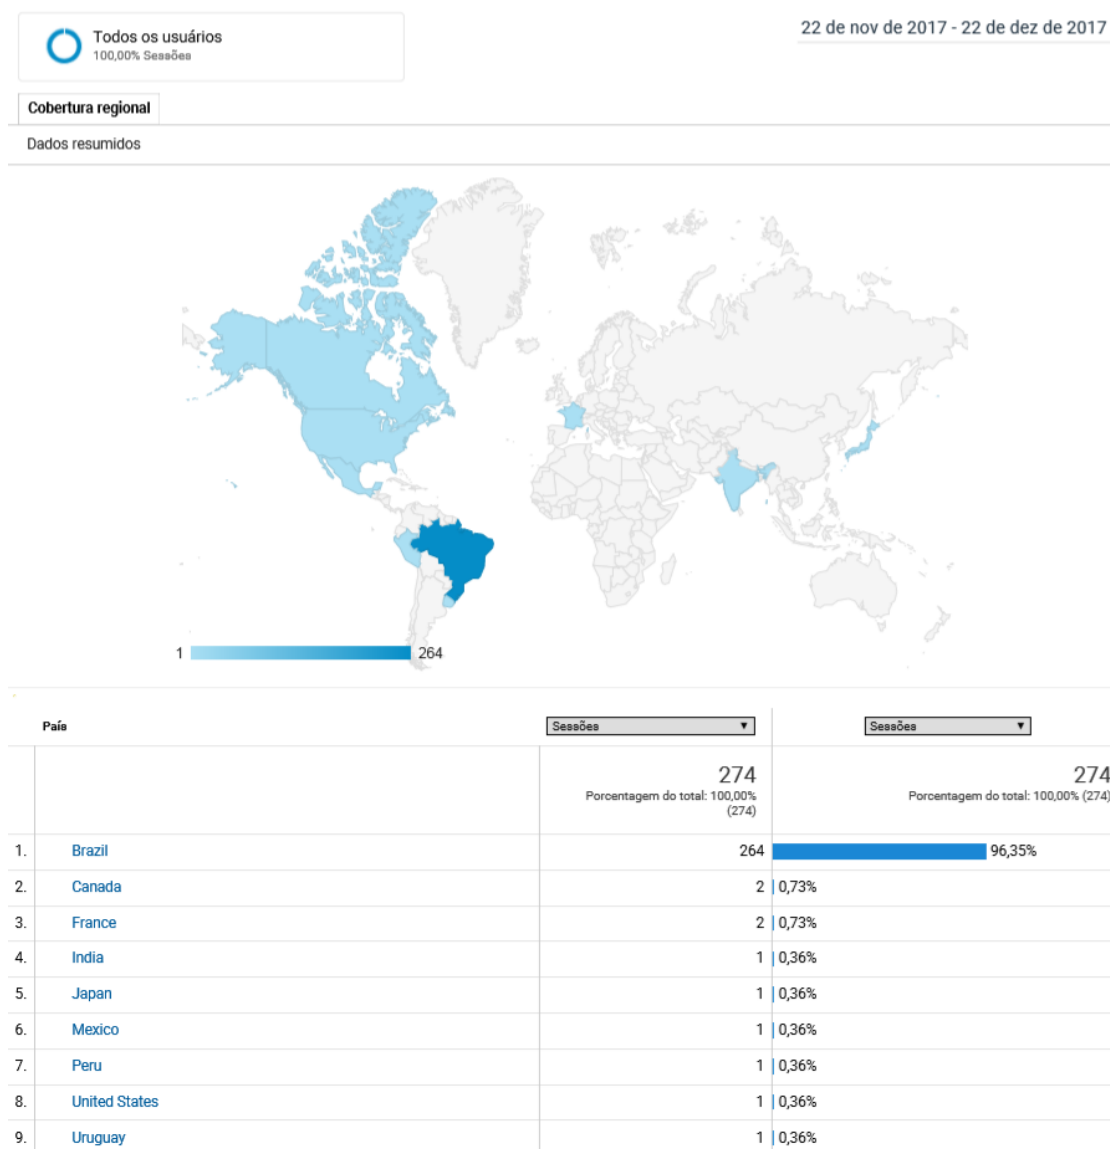 Todos os usuários
100,00% Sessões
22 de nov de 2017 - 22 de dez de 2017
Cobertura regional
Dados resumidos
1 264
País Sessões ▼ Sessões ▼
274 274
Porcentagem do total: 100,00% Porcentagem do total: 100,00% (274)
(274)
1. Brazil 264 96,35%
2. Canada 2 0,73%
3. France 2 0,73%
4. India 1 0,36%
5. Japan 1 0,36%
6. Mexico 1 0,36%
7. Peru 1 0,36%
8. United States 1 0,36%
9. Uruguay 1 0,36%